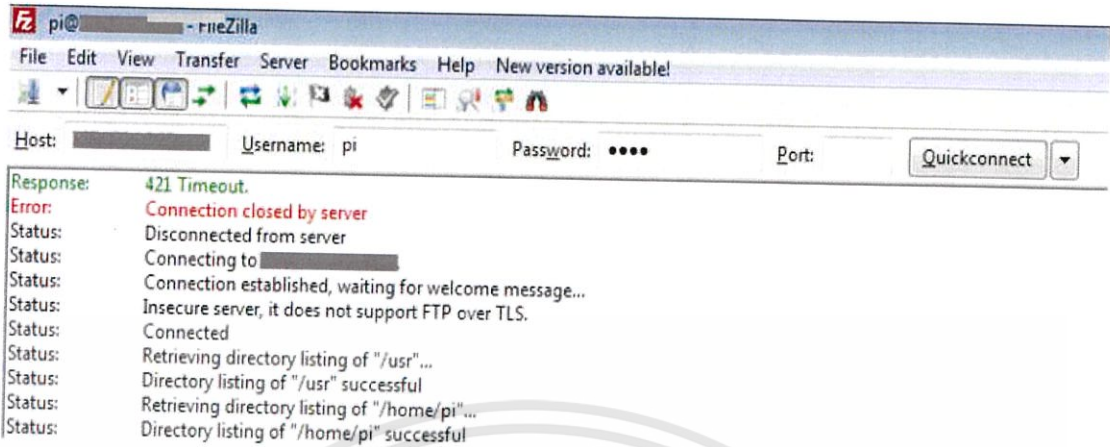 Fz pi@ - FileZilla
File Edit View Transfer Server Bookmarks Help New version available!
Host: Username: pi Password: •••• Port: Quickconnect
Response: 421 Timeout.
Error: Connection closed by server
Status: Disconnected from server
Status: Connecting to
Status: Connection established, waiting for welcome message...
Status: Insecure server, it does not support FTP over TLS.
Status: Connected
Status: Retrieving directory listing of "/usr"...
Status: Directory listing of "/usr" successful
Status: Retrieving directory listing of "/home/pi"...
Status: Directory listing of "/home/pi" successful